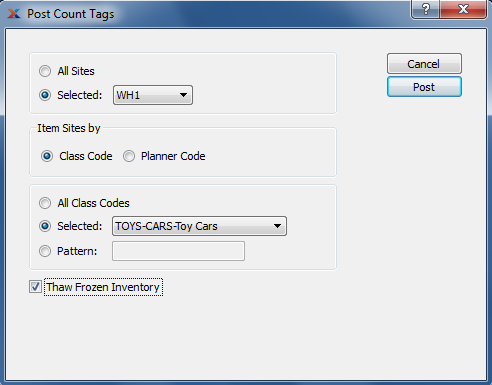 Post Count Tags
All Sites
Selected: WH1
Cancel
Post
Item Sites by
Class Code Planner Code
All Class Codes
Selected: TOYS-CARS-Toy Cars
Pattern:
Thaw Frozen Inventory